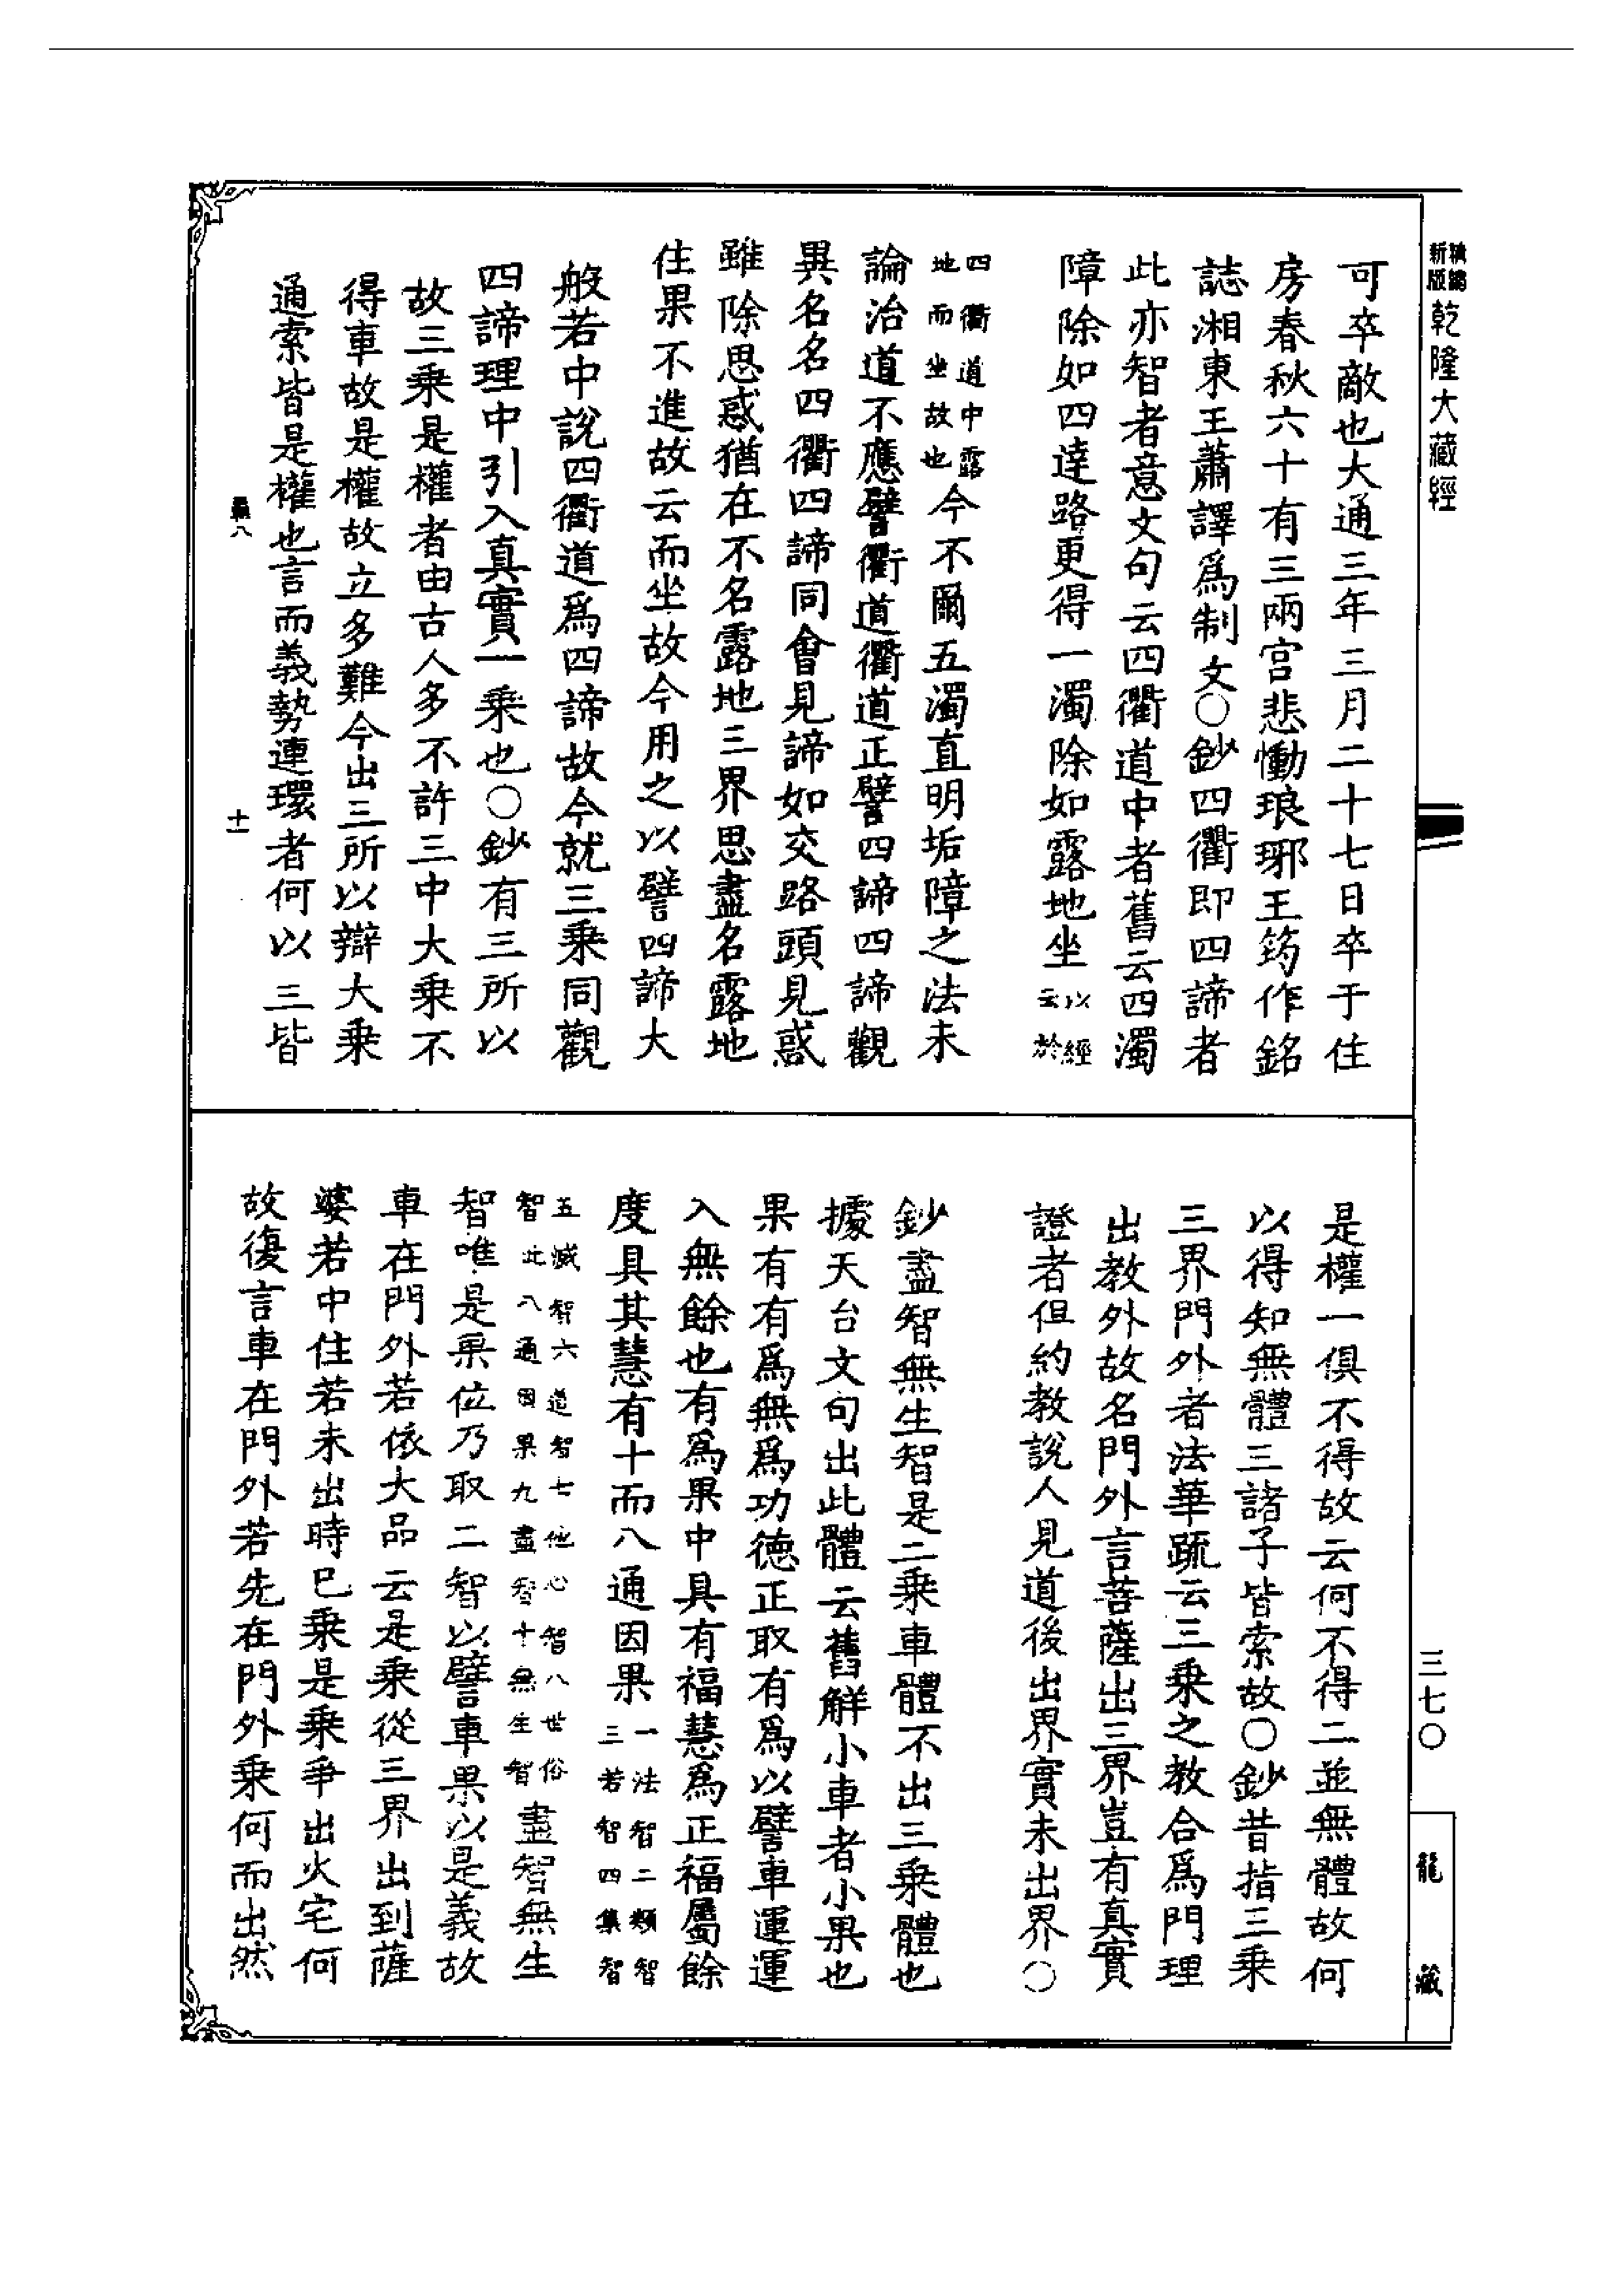 新版精編乾隆大藏經
可卒敵也大通三年三月二十七日卒于住
房春秋六十有三兩宮悲慟琅琊王筠作銘
誌湘東王蕭譯爲制文○鈔四衢即四諦者
此亦智者意文句云四衢道中者舊云四濁
障除如四達路更得一濁除如露地坐以經云於
四衢道中露地而坐故也今不爾五濁直明垢障之法未
論治道不應譬衢道衢道正譬四諦四諦觀
異名名四衢四諦同會見諦如交路頭見惑
雖除思惑猶在不名露地三界思盡名露地
住果不進故云而坐故今用之以譬四諦大
般若中說四衢道爲四諦故今就三乘同觀
四諦理中引入真實一乘也○鈔有三所以
故三乘是權者由古人多不許三中大乘不
得車故是權故立多難今出三所以辯大乘
通索皆是權也言而義勢連環者何以三皆
八
十一
是權一俱不得故云何不得二並無體故何
以得知無體三諸子皆索故○鈔昔指三乘
三界門外者法華疏云三乘之教合爲門理
出教外故名門外言菩薩出三界豈有真實
證者但約教說人見道後出界實未出界○
鈔盡智無生智是二乘車體不出三乘體也
據天台文句出此體云舊解小車者小果也
果有有爲無爲功德正取有爲以譬車運運
入無餘也有爲果中具有福慧爲正福屬餘
度具其慧有十而八通因果一法智二類智三苦智四集智
五滅智六道智七他心智八世俗智此八通因果九盡智十無生智盡智無生
智唯是果位乃取二智以譬車果以是義故
車在門外若依大品云是乘從三界出到薩
婆若中住若未出時已乘是乘爭出火宅何
故復言車在門外若先在門外乘何而出然
三七〇
龍藏